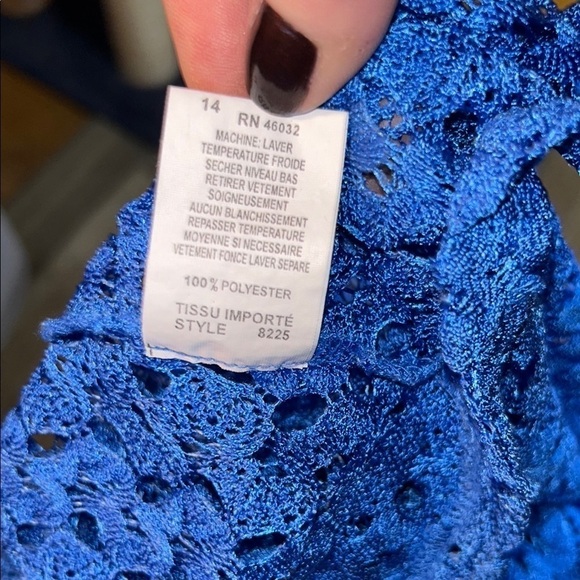 14 RN 46032
MACHINE: LAVER
TEMPERATURE FROIDE
SECHER NIVEAU BAS
RETIRER VETEMENT
SOIGNEUSEMENT
AUCUN BLANCHISSEMENT
REPASSER TEMPERATURE
MOYENNE SI NECESSAIRE
VETEMENT FONCE LAVER SEPARE
100% POLYESTER
TISSU IMPORTÉ
STYLE 8225